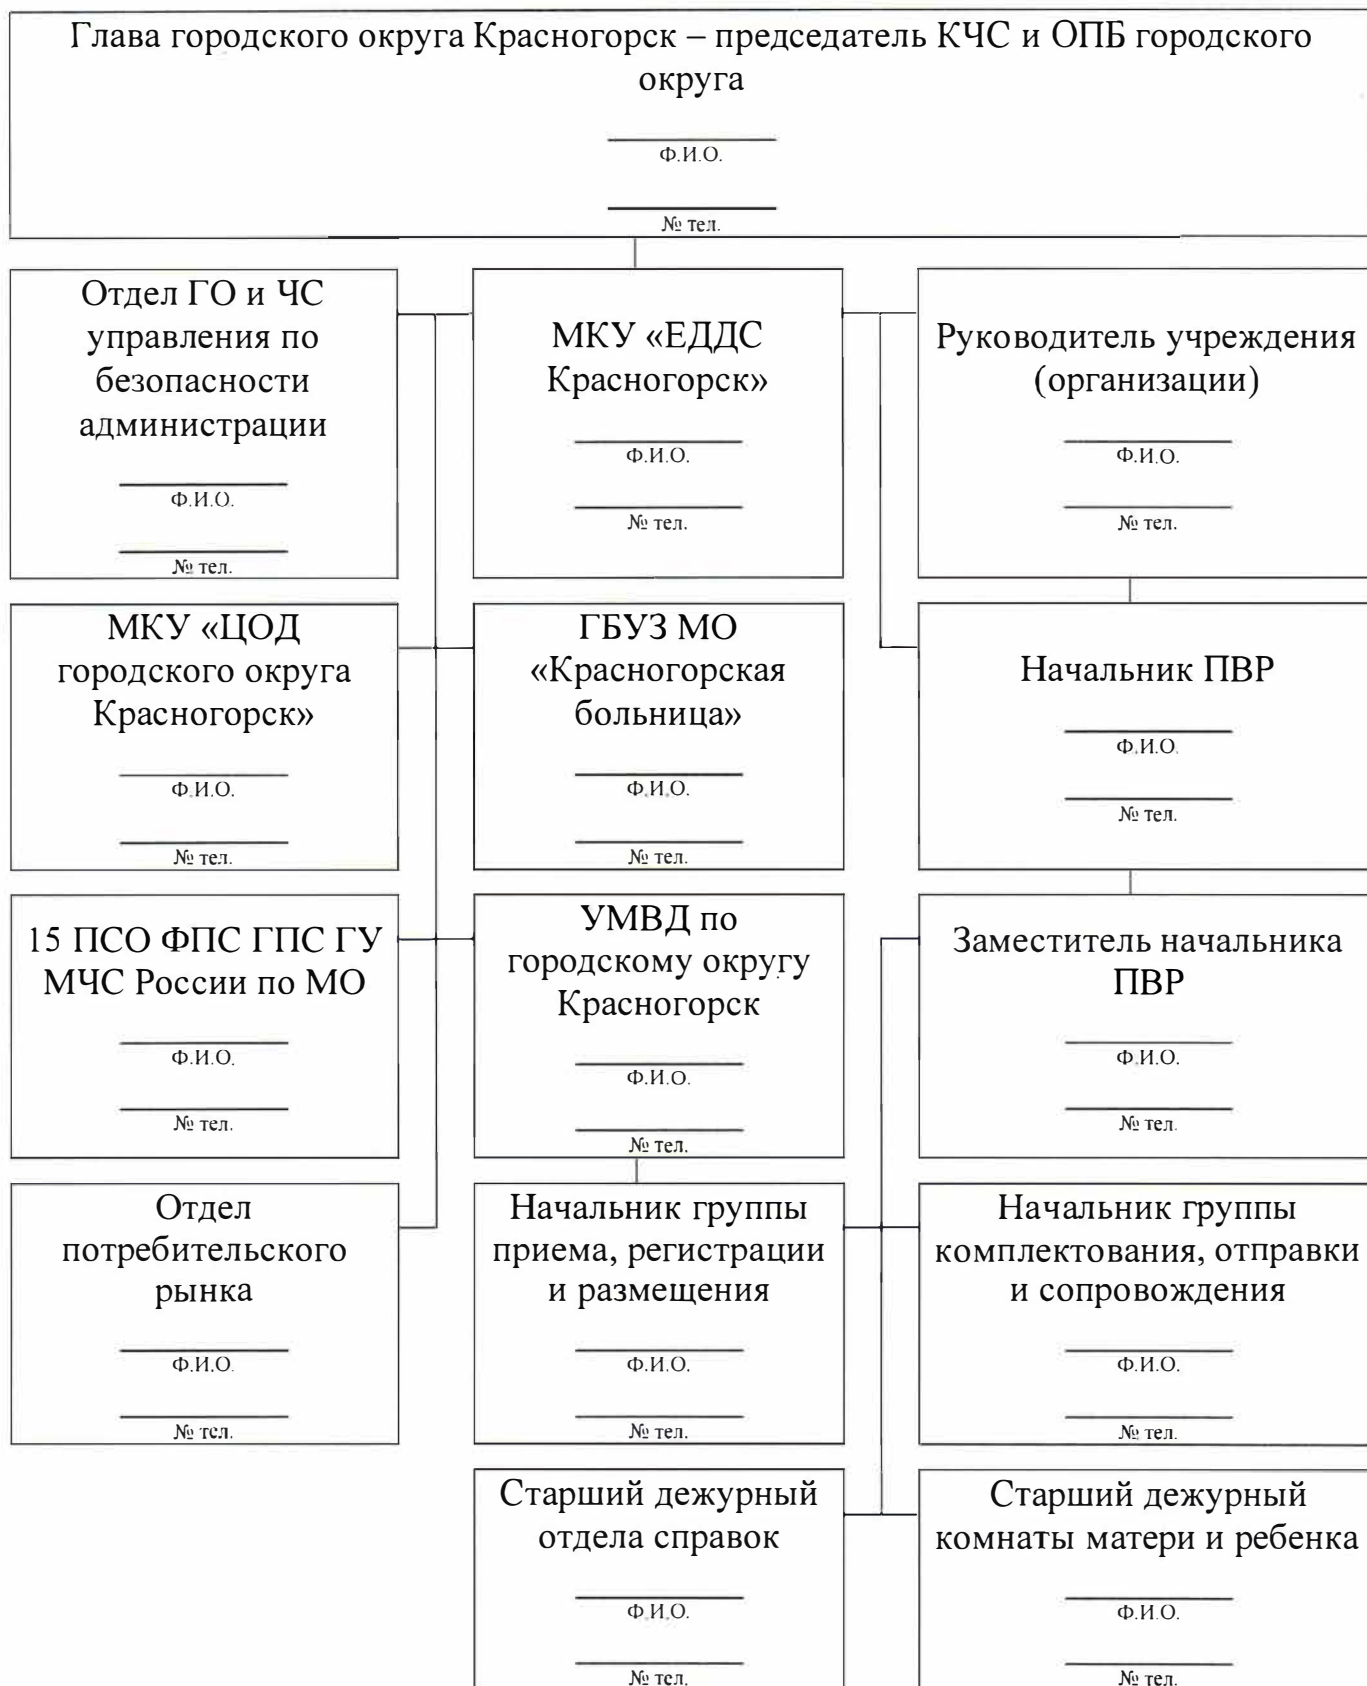 Глава городского округа Красногорск – председатель КЧС и ОПБ городского
округа
Ф.И.О.
№ тел.
Отдел ГО и ЧС
управления по
безопасности
администрации
Ф.И.О.
№ тел.
МКУ «ЕДДС
Красногорск»
Ф.И.О.
№ тел.
Руководитель учреждения
(организации)
Ф.И.О.
№ тел.
МКУ «ЦОД
городского округа
Красногорск»
Ф.И.О.
№ тел.
ГБУЗ МО
«Красногорская
больница»
Ф.И.О.
№ тел.
Начальник ПВР
Ф.И.О.
№ тел.
15 ПСО ФПС ГПС ГУ
МЧС России по МО
Ф.И.О.
№ тел.
УМВД по
городскому округу
Красногорск
Ф.И.О.
№ тел.
Заместитель начальника
ПВР
Ф.И.О.
№ тел.
Отдел
потребительского
рынка
Ф.И.О.
№ тел.
Начальник группы
приема, регистрации
и размещения
Ф.И.О.
№ тел.
Начальник группы
комплектования, отправки
и сопровождения
Ф.И.О.
№ тел.
Старший дежурный
отдела справок
Ф.И.О.
№ тел.
Старший дежурный
комнаты матери и ребенка
Ф.И.О.
№ тел.